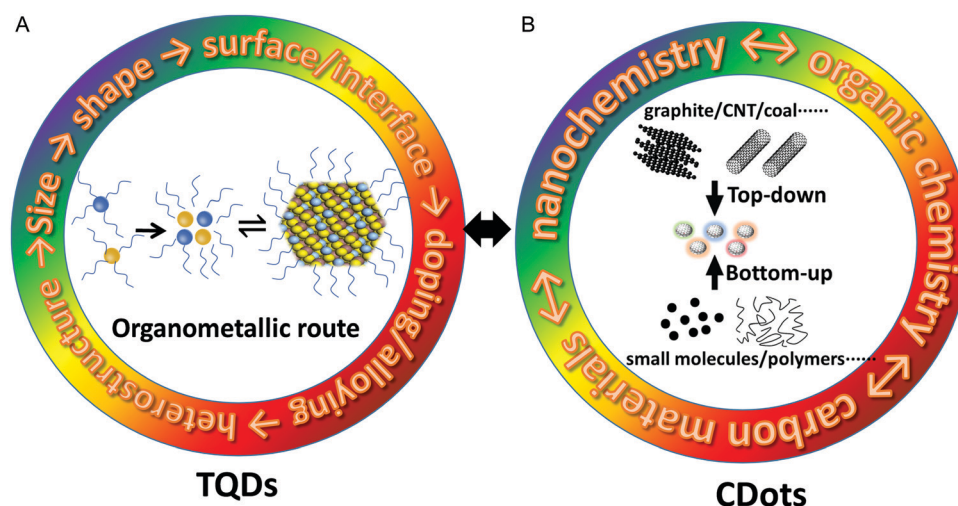 A
Size → shape → surface/interface → doping/alloying → heterostructure →
Organometallic route
TQDs
B
nanochemistry ↔ organic chemistry ↔ carbon materials ↔
graphite/CNT/coal······
Top-down
Bottom-up
small molecules/polymers······
CDots